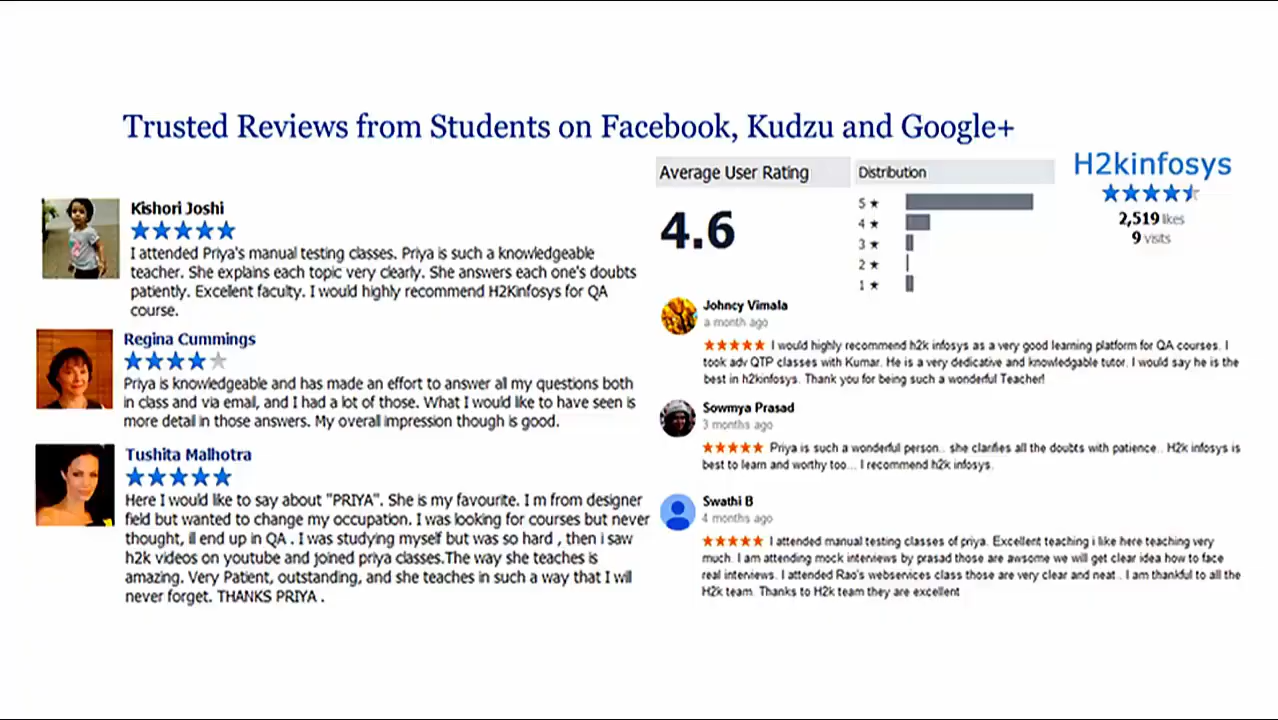 Trusted Reviews from Students on Facebook, Kudzu and Google+
Kishori Joshi
I attended Priya's manual testing classes. Priya is such a knowledgeable
teacher. She explains each topic very clearly. She answers each one's doubts
patiently. Excellent faculty. I would highly recommend H2Kinfosys for QA
course.
Regina Cummings
Priya is knowledgeable and has made an effort to answer all my questions both
in class and via email, and I had a lot of those. What I would like to have seen is
more detail in those answers. My overall impression though is good.
Tushita Malhotra
Here I would like to say about "PRIYA". She is my favourite. I m from designer
field but wanted to change my occupation. I was looking for courses but never
thought, ill end up in QA . I was studying myself but was so hard , then i saw
h2k videos on youtube and joined priya classes.The way she teaches is
amazing. Very Patient, outstanding, and she teaches in such a way that I will
never forget. THANKS PRIYA .
Average User Rating
4.6
Distribution
5 ★
4 ★
3 ★
2 ★
1 ★
H2kinfosys
2,519 likes
9 visits
Johncy Vimala
a month ago
I would highly recommend h2k infosys as a very good learning platform for QA courses. I
took adv QTP classes with Kumar. He is a very dedicative and knowledgable tutor. I would say he is the
best in h2kinfosys. Thank you for being such a wonderful Teacher!
Sowmya Prasad
3 months ago
Priya is such a wonderful person.. she clarifies all the doubts with patience.. H2k infosys is
best to learn and worthy too... I recommend h2k infosys.
Swathi B
4 months ago
I attended manual testing classes of priya. Excellent teaching i like here teaching very
much. I am attending mock interviews by prasad those are awsome we will get clear idea how to face
real interviews. I attended Rao's webservices class those are very clear and neat.. I am thankful to all the
H2k team. Thanks to H2k team they are excellent